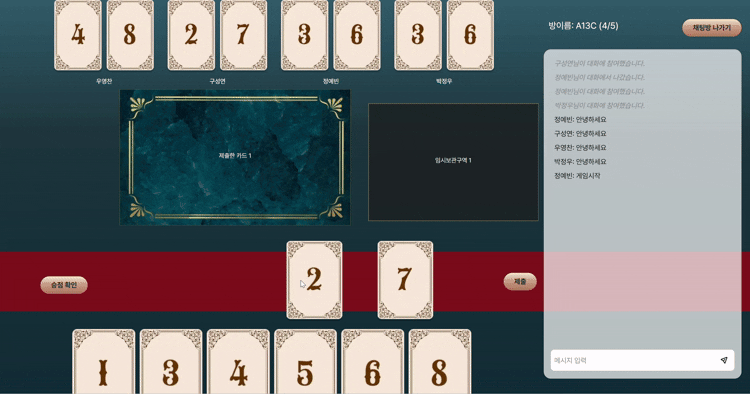 4 8 2 7 3 6 3 6
우영찬 구성연 정예빈 박정우
제출한 카드 1
임시보관구역 1
승점 확인
2 7
제출
1 3 4 5 6 8
방이름: A13C (4/5)
채팅방 나가기
구성연님이 대화에 참여했습니다.
정예빈님이 대화에서 나갔습니다.
정예빈님이 대화에 참여했습니다.
박정우님이 대화에 참여했습니다.
정예빈: 안녕하세요
구성연: 안녕하세요
우영찬: 안녕하세요
박정우: 안녕하세요
정예빈: 게임시작
메시지 입력